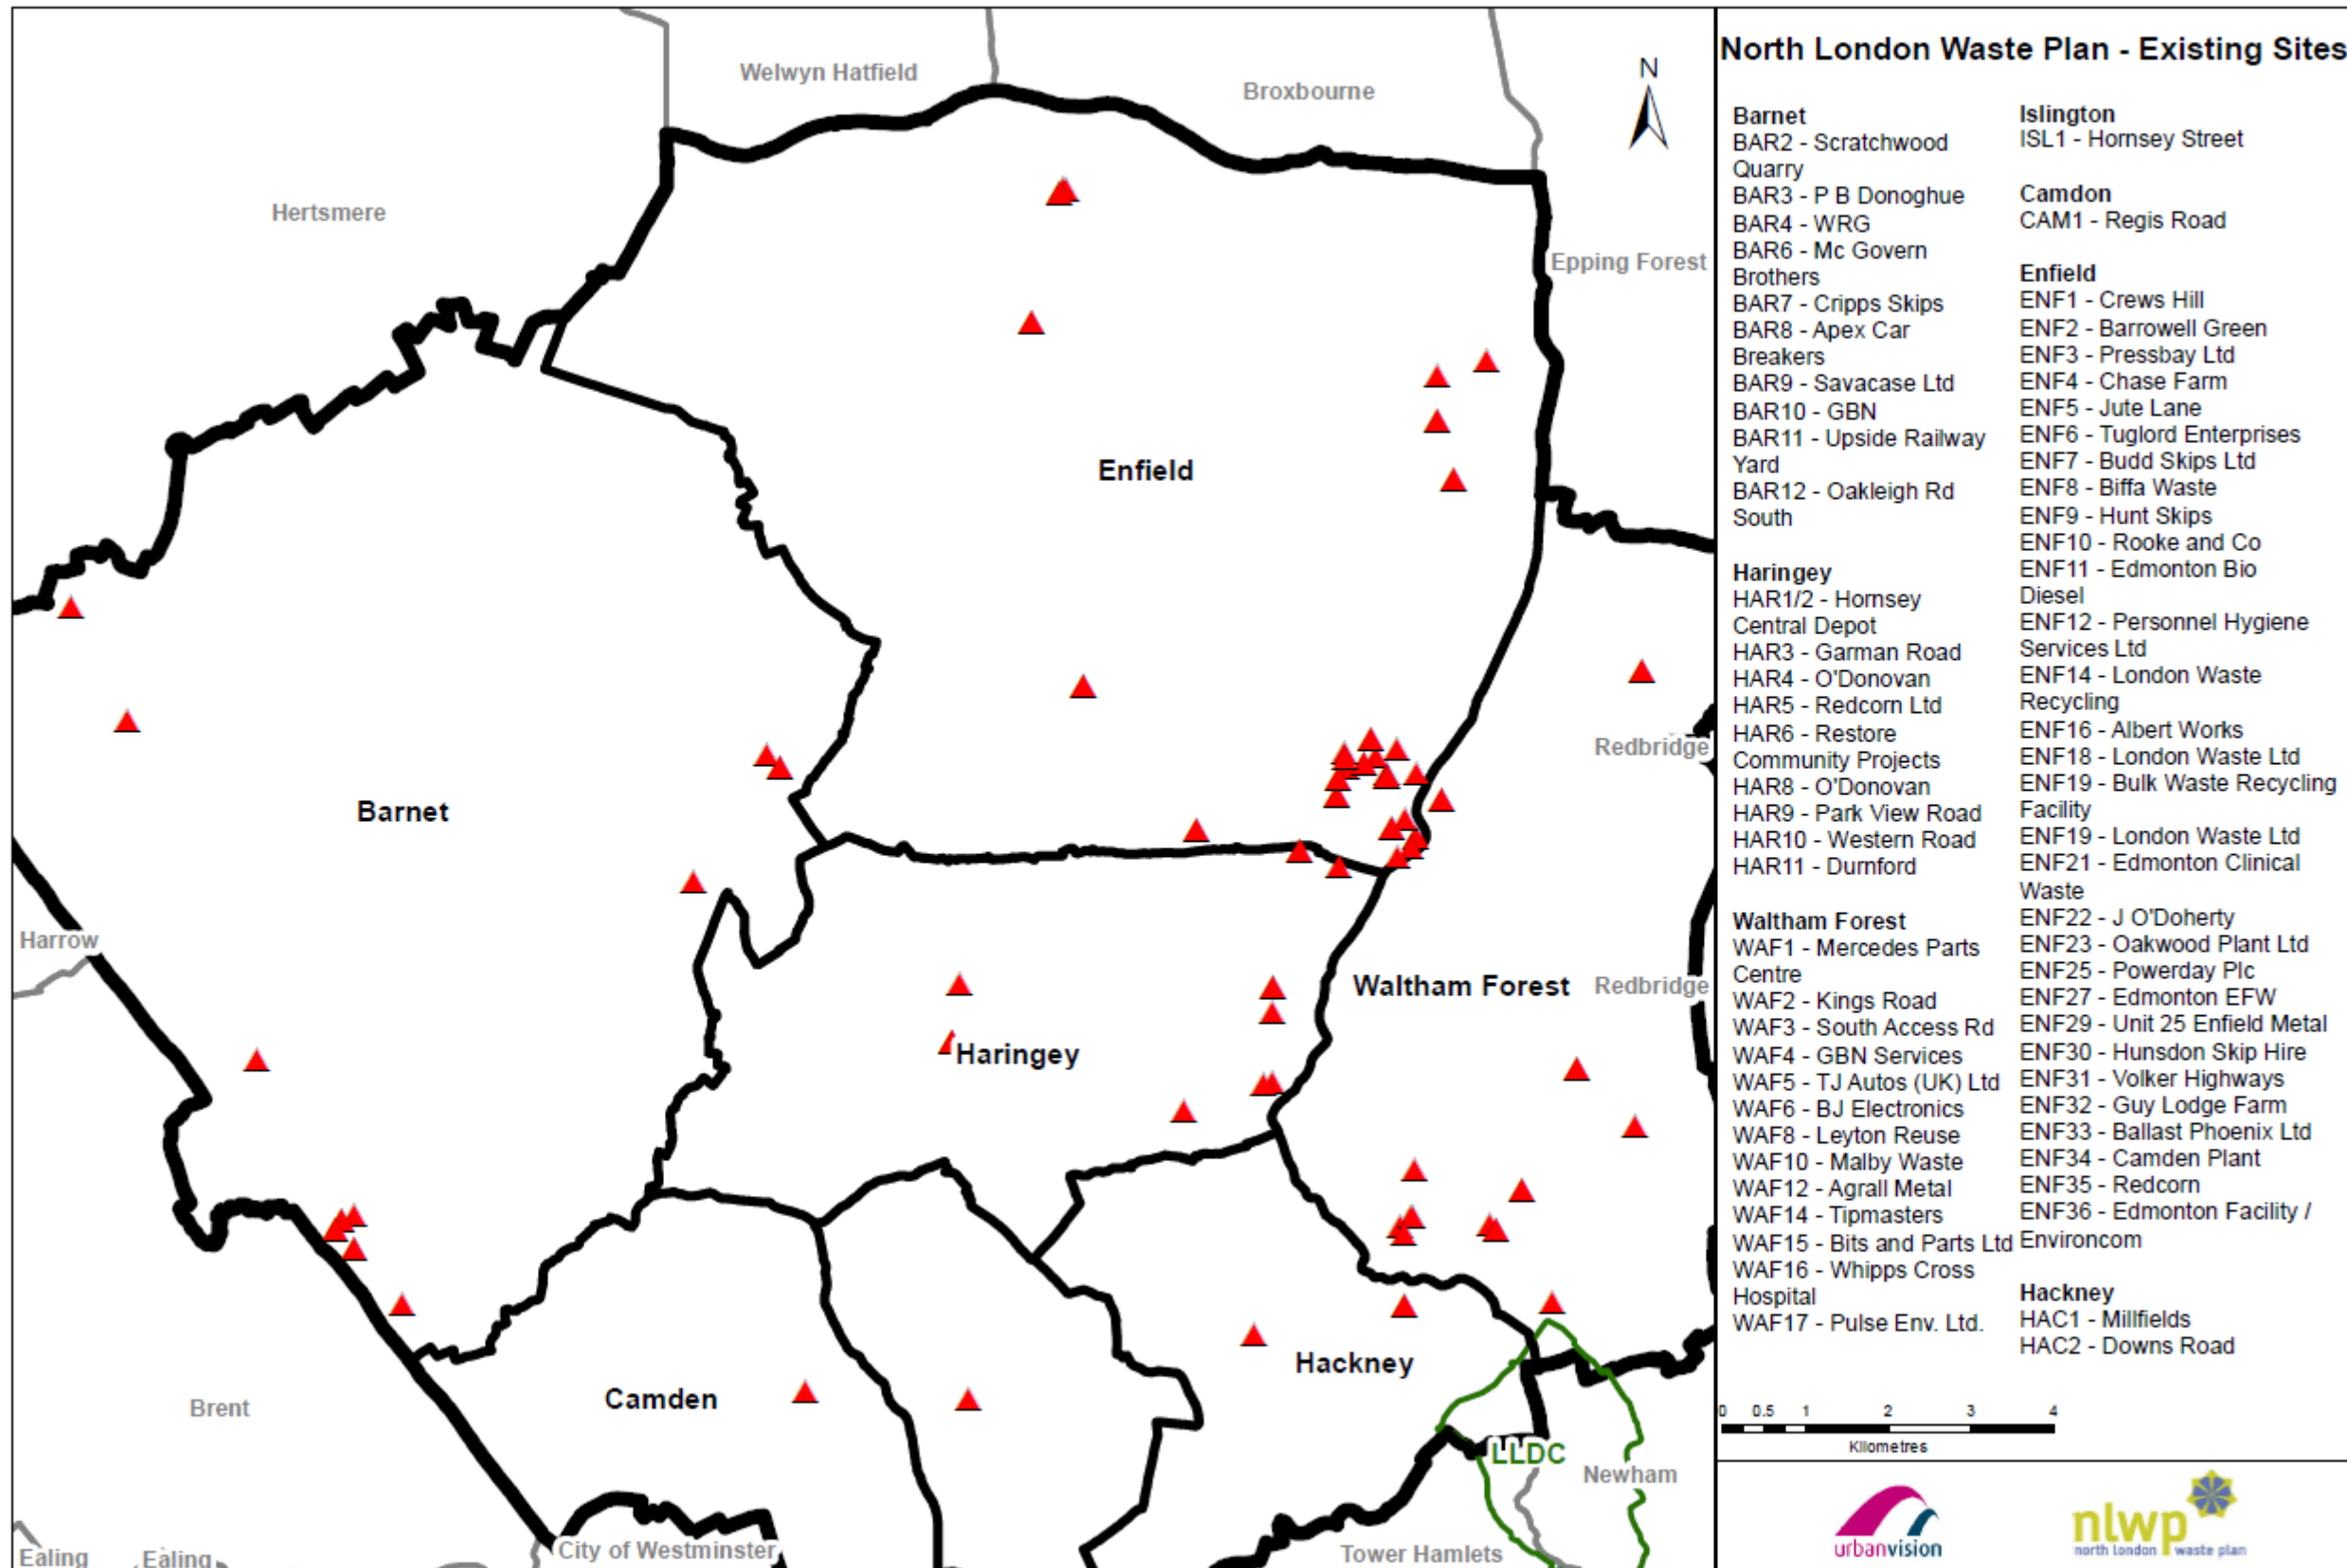 Welwyn Hatfield
Broxbourne
N
Hertsmere
Epping Forest
Enfield
Redbridge
Barnet
Harrow
Waltham Forest
Redbridge
Haringey
Hackney
Camden
Brent
LLDC
Newham
City of Westminster
Tower Hamlets
Ealing
Ealing
North London Waste Plan - Existing Sites
Barnet
BAR2 - Scratchwood
Quarry
BAR3 - P B Donoghue
BAR4 - WRG
BAR6 - Mc Govern
Brothers
BAR7 - Cripps Skips
BAR8 - Apex Car
Breakers
BAR9 - Savacase Ltd
BAR10 - GBN
BAR11 - Upside Railway
Yard
BAR12 - Oakleigh Rd
South
Haringey
HAR1/2 - Hornsey
Central Depot
HAR3 - Garman Road
HAR4 - O'Donovan
HAR5 - Redcorn Ltd
HAR6 - Restore
Community Projects
HAR8 - O'Donovan
HAR9 - Park View Road
HAR10 - Western Road
HAR11 - Durnford
Waltham Forest
WAF1 - Mercedes Parts
Centre
WAF2 - Kings Road
WAF3 - South Access Rd
WAF4 - GBN Services
WAF5 - TJ Autos (UK) Ltd
WAF6 - BJ Electronics
WAF8 - Leyton Reuse
WAF10 - Malby Waste
WAF12 - Agrall Metal
WAF14 - Tipmasters
WAF15 - Bits and Parts Ltd
WAF16 - Whipps Cross
Hospital
WAF17 - Pulse Env. Ltd.
Islington
ISL1 - Hornsey Street
Camdon
CAM1 - Regis Road
Enfield
ENF1 - Crews Hill
ENF2 - Barrowell Green
ENF3 - Pressbay Ltd
ENF4 - Chase Farm
ENF5 - Jute Lane
ENF6 - Tuglord Enterprises
ENF7 - Budd Skips Ltd
ENF8 - Biffa Waste
ENF9 - Hunt Skips
ENF10 - Rooke and Co
ENF11 - Edmonton Bio
Diesel
ENF12 - Personnel Hygiene
Services Ltd
ENF14 - London Waste
Recycling
ENF16 - Albert Works
ENF18 - London Waste Ltd
ENF19 - Bulk Waste Recycling
Facility
ENF19 - London Waste Ltd
ENF21 - Edmonton Clinical
Waste
ENF22 - J O'Doherty
ENF23 - Oakwood Plant Ltd
ENF25 - Powerday Plc
ENF27 - Edmonton EFW
ENF29 - Unit 25 Enfield Metal
ENF30 - Hunsdon Skip Hire
ENF31 - Volker Highways
ENF32 - Guy Lodge Farm
ENF33 - Ballast Phoenix Ltd
ENF34 - Camden Plant
ENF35 - Redcorn
ENF36 - Edmonton Facility /
Environcom
Hackney
HAC1 - Millfields
HAC2 - Downs Road
0 0.5 1 2 3 4
Kilometres
urbanvision
nlwp
north london waste plan